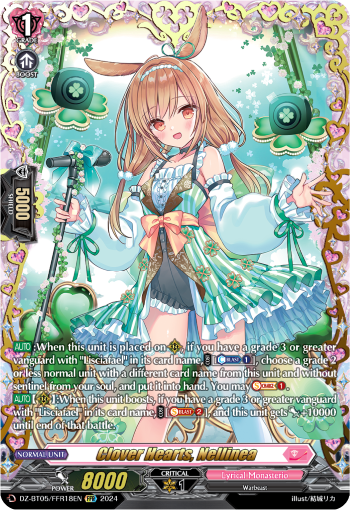 1
GRADE
BOOST
5000
SHIELD
AUTO :When this unit is placed on , if you have a grade 3 or greater
vanguard with "Lisciafael" in its card name, COST [ -BLAST 1 ], choose a grade 2
or less normal unit with a different card name from this unit and without
sentinel from your soul, and put it into hand. You may -CHARGE 1 .
AUTO :When this unit boosts, if you have a grade 3 or greater vanguard
with "Lisciafael" in its card name, COST [ -BLAST 2 ], and this unit gets +10000
until end of that battle.
NORMAL UNIT
Clover Hearts, Nellinea
POWER 8000
CRITICAL
1
Lyrical Monasterio
Warbeast
DZ-BT05/FFR18EN FFR 2024
illust/結城リカ